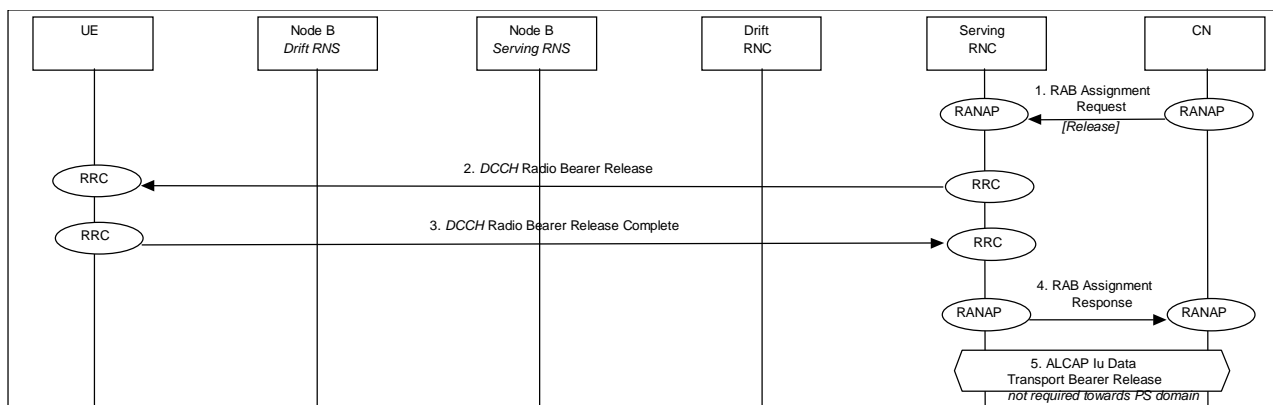 UE
Node B
Drift RNS
Node B
Serving RNS
Drift
RNC
Serving
RNC
CN
1. RAB Assignment
Request
[Release]
RANAP
RANAP
2. DCCH Radio Bearer Release
RRC
RRC
3. DCCH Radio Bearer Release Complete
RRC
RRC
4. RAB Assignment
Response
RANAP
RANAP
5. ALCAP Iu Data
Transport Bearer Release
not required towards PS domain